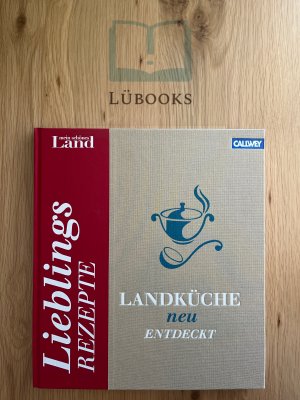 LÜBOOKS
mein schönes
Land
CALLWEY
Lieblings
REZEPTE
LANDKÜCHE
neu
ENTDECKT